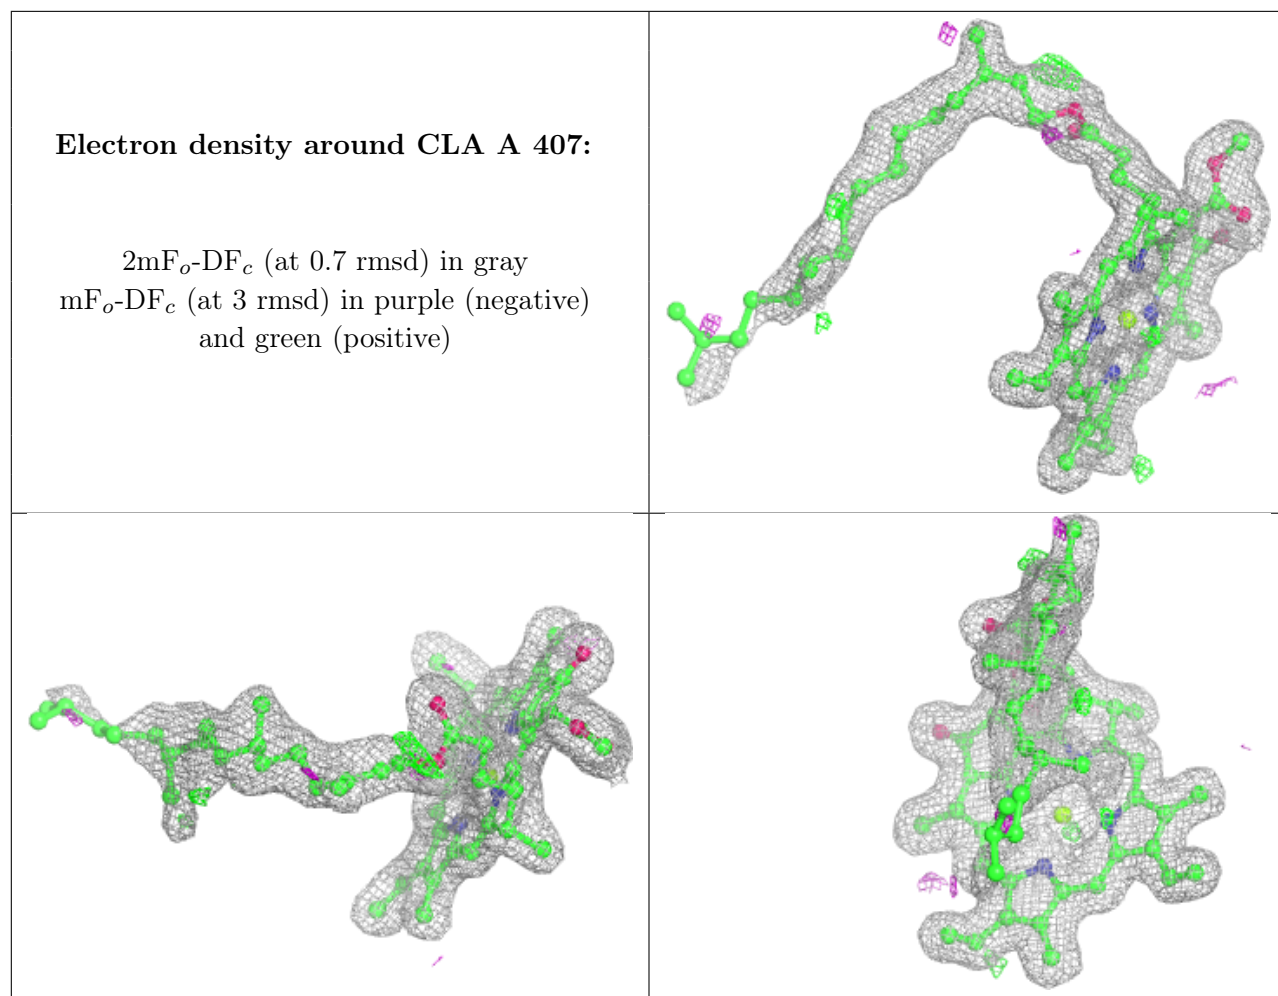 Electron density around CLA A 407:
2mFo-DFc (at 0.7 rmsd) in gray
mFo-DFc (at 3 rmsd) in purple (negative)
and green (positive)